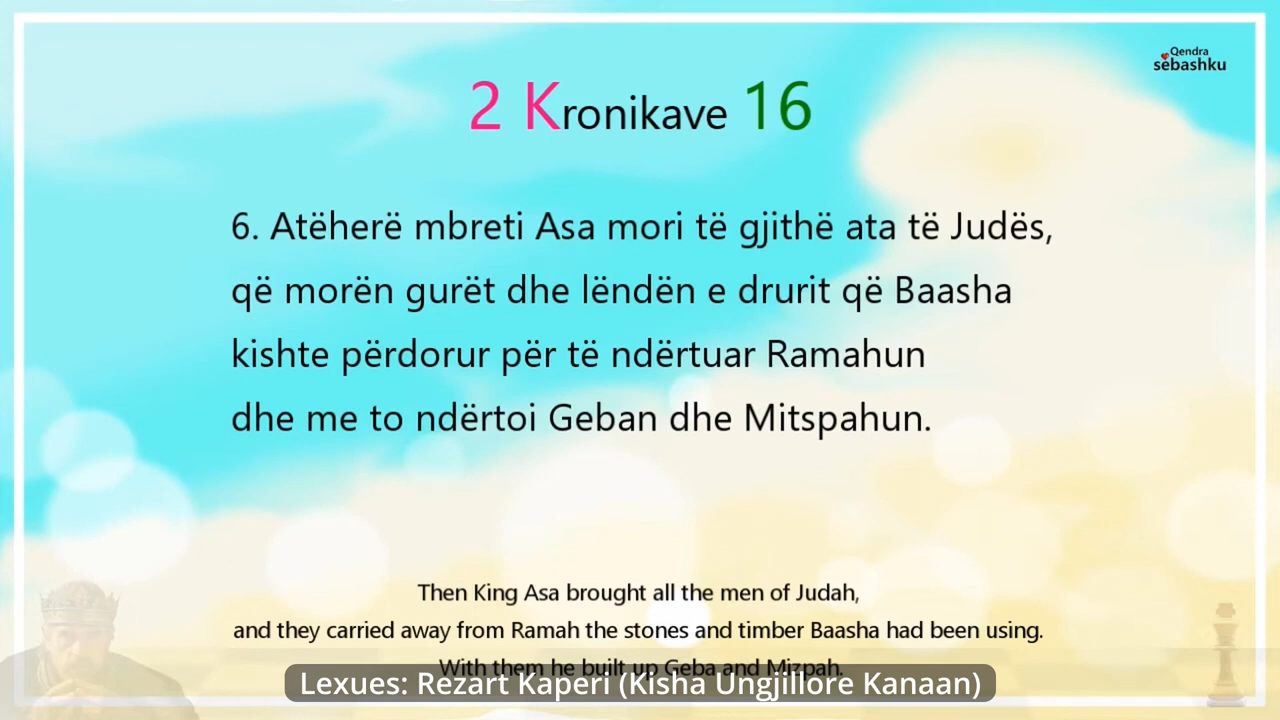 Qendra
sëbashku
2 Kronikave 16
6. Atëherë mbreti Asa mori të gjithë ata të Judës,
që morën gurët dhe lëndën e drurit që Baasha
kishte përdorur për të ndërtuar Ramahun
dhe me to ndërtoi Geban dhe Mitspahun.
Then King Asa brought all the men of Judah,
and they carried away from Ramah the stones and timber Baasha had been using.
With them he built up Geba and Mizpah.
Lexues: Rezart Kaperi (Kisha Ungjillore Kanaan)